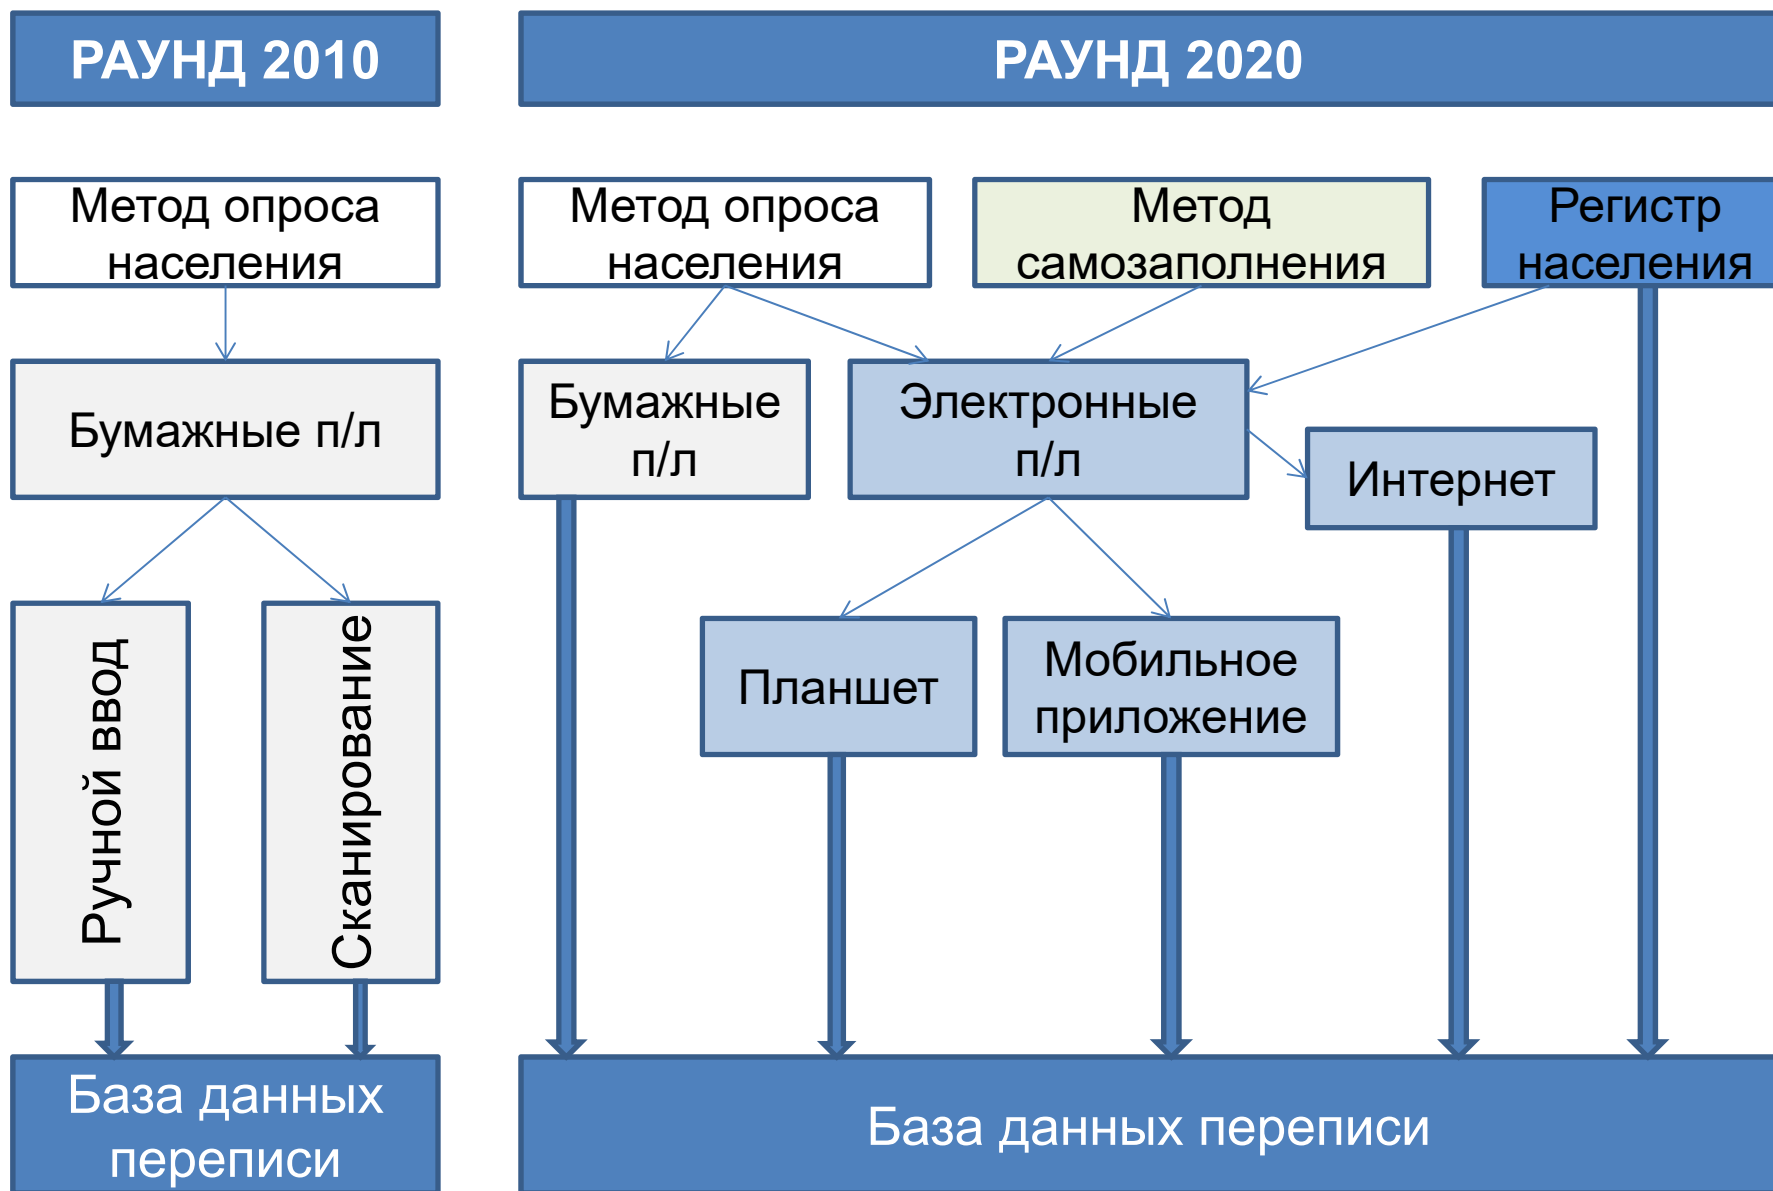 РАУНД 2010
РАУНД 2020
Метод опроса
населения
Метод опроса
населения
Метод
самозаполнения
Регистр
населения
Бумажные п/л
Бумажные
п/л
Электронные
п/л
Интернет
Ручной ввод
Сканирование
Планшет
Мобильное
приложение
База данных
переписи
База данных переписи